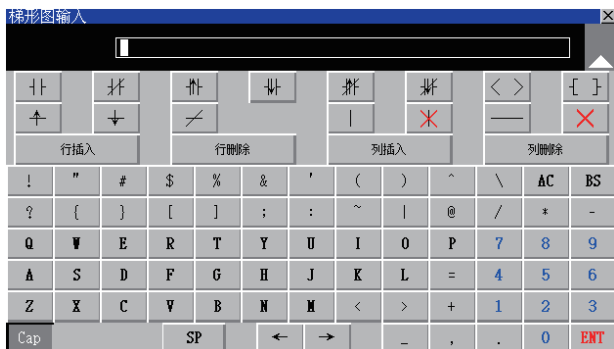 梯形图输入 ×
行插入 行删除 列插入 列删除
! " # $ % & ' ( ) ^ \ AC BS
? { } [ ] ; : ~ | @ / * -
Q W E R T Y U I O P 7 8 9
A S D F G H J K L = 4 5 6
Z X C V B N M < > + 1 2 3
Cap SP ← → _ , . 0 ENT